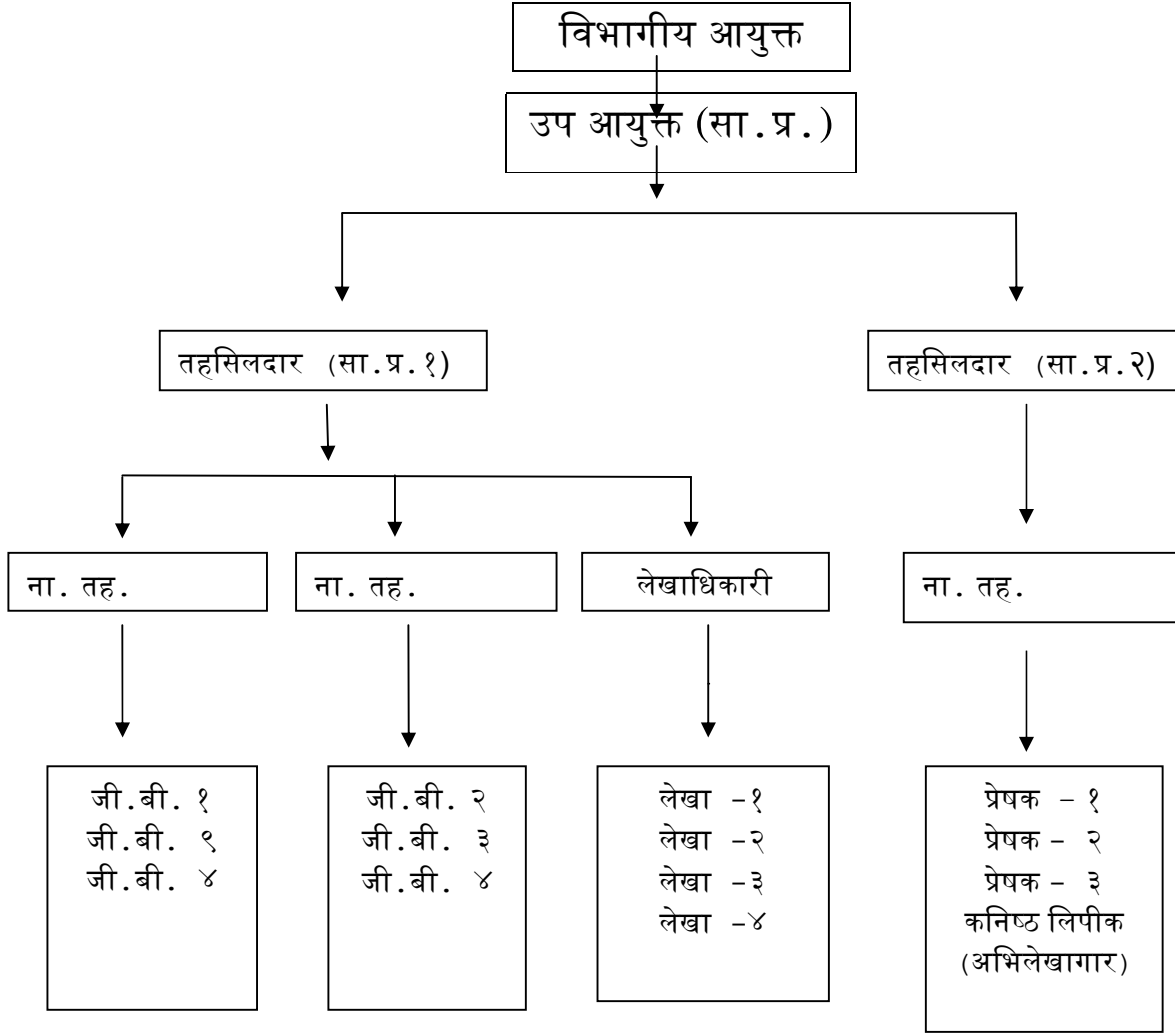 विभागीय आयुक्त
उप आयुक्त (सा.प्र.)
तहसिलदार (सा.प्र.१)
तहसिलदार (सा.प्र.२)
ना. तह.
ना. तह.
लेखाधिकारी
ना. तह.
जी.बी. १
जी.बी. ९
जी.बी. ४
जी.बी. २
जी.बी. ३
जी.बी. ४
लेखा -१
लेखा -२
लेखा -३
लेखा -४
प्रेषक - १
प्रेषक - २
प्रेषक - ३
कनिष्ठ लिपीक
(अभिलेखागार)